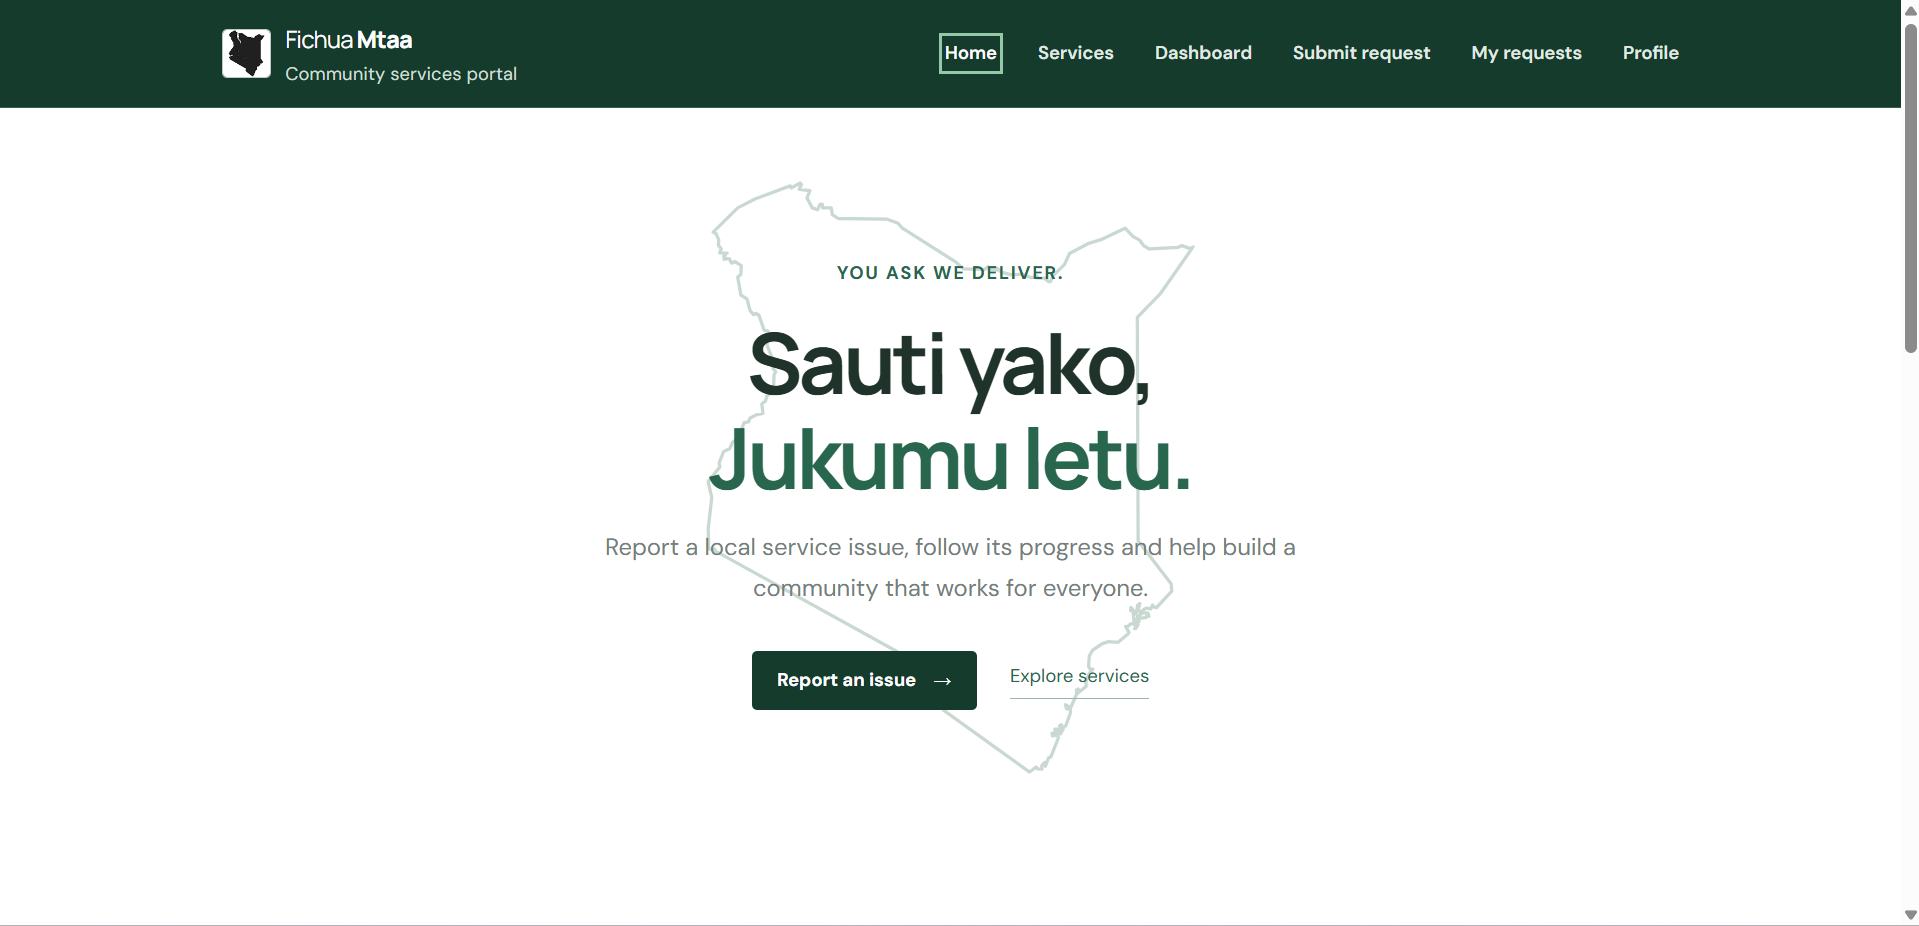 Fichua Mtaa
Community services portal
Home
Services
Dashboard
Submit request
My requests
Profile
YOU ASK WE DELIVER.
Sauti yako,
Jukumu letu.
Report a local service issue, follow its progress and help build a
community that works for everyone.
Report an issue →
Explore services